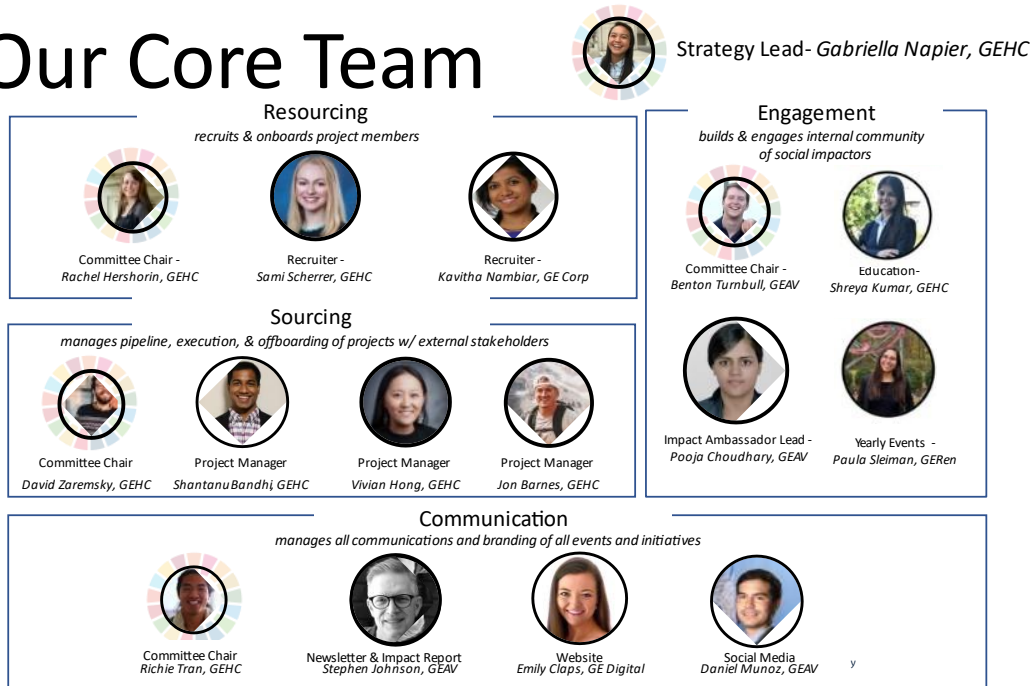 Our Core Team
Strategy Lead- Gabriella Napier, GEHC
Resourcing
recruits & onboards project members
Committee Chair -
Rachel Hershorin, GEHC
Recruiter -
Sami Scherrer, GEHC
Recruiter -
Kavitha Nambiar, GE Corp
Engagement
builds & engages internal community
of social impactors
Committee Chair -
Benton Turnbull, GEAV
Education-
Shreya Kumar, GEHC
Impact Ambassador Lead -
Pooja Choudhary, GEAV
Yearly Events -
Paula Sleiman, GERen
Sourcing
manages pipeline, execution, & offboarding of projects w/ external stakeholders
Committee Chair
David Zaremsky, GEHC
Project Manager
Shantanu Bandhi, GEHC
Project Manager
Vivian Hong, GEHC
Project Manager
Jon Barnes, GEHC
Communication
manages all communications and branding of all events and initiatives
Committee Chair
Richie Tran, GEHC
Newsletter & Impact Report
Stephen Johnson, GEAV
Website
Emily Claps, GE Digital
Social Media
Daniel Munoz, GEAV
y